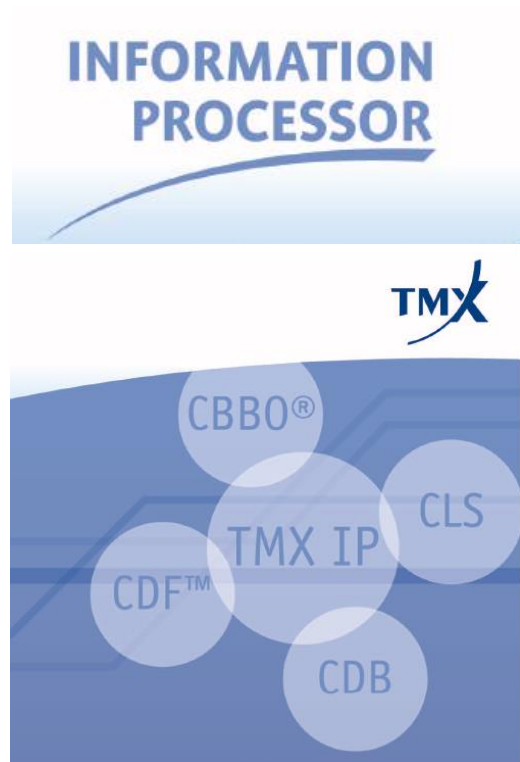 INFORMATION
PROCESSOR
TMX
CBBO®
CLS
TMX IP
CDF™
CDB